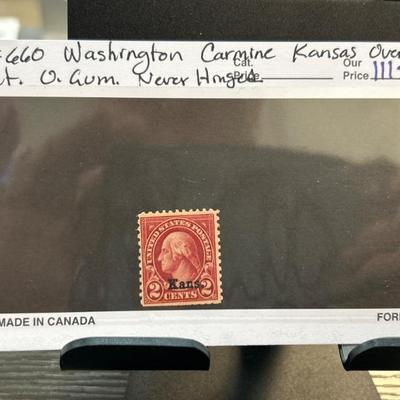 #660 Washington Carmine Kansas Over
t. O. Gum. Never Hinged.
Cat.
Price
Our
Price
UNITED STATES POSTAGE
Kans.
2 CENTS 2
MADE IN CANADA